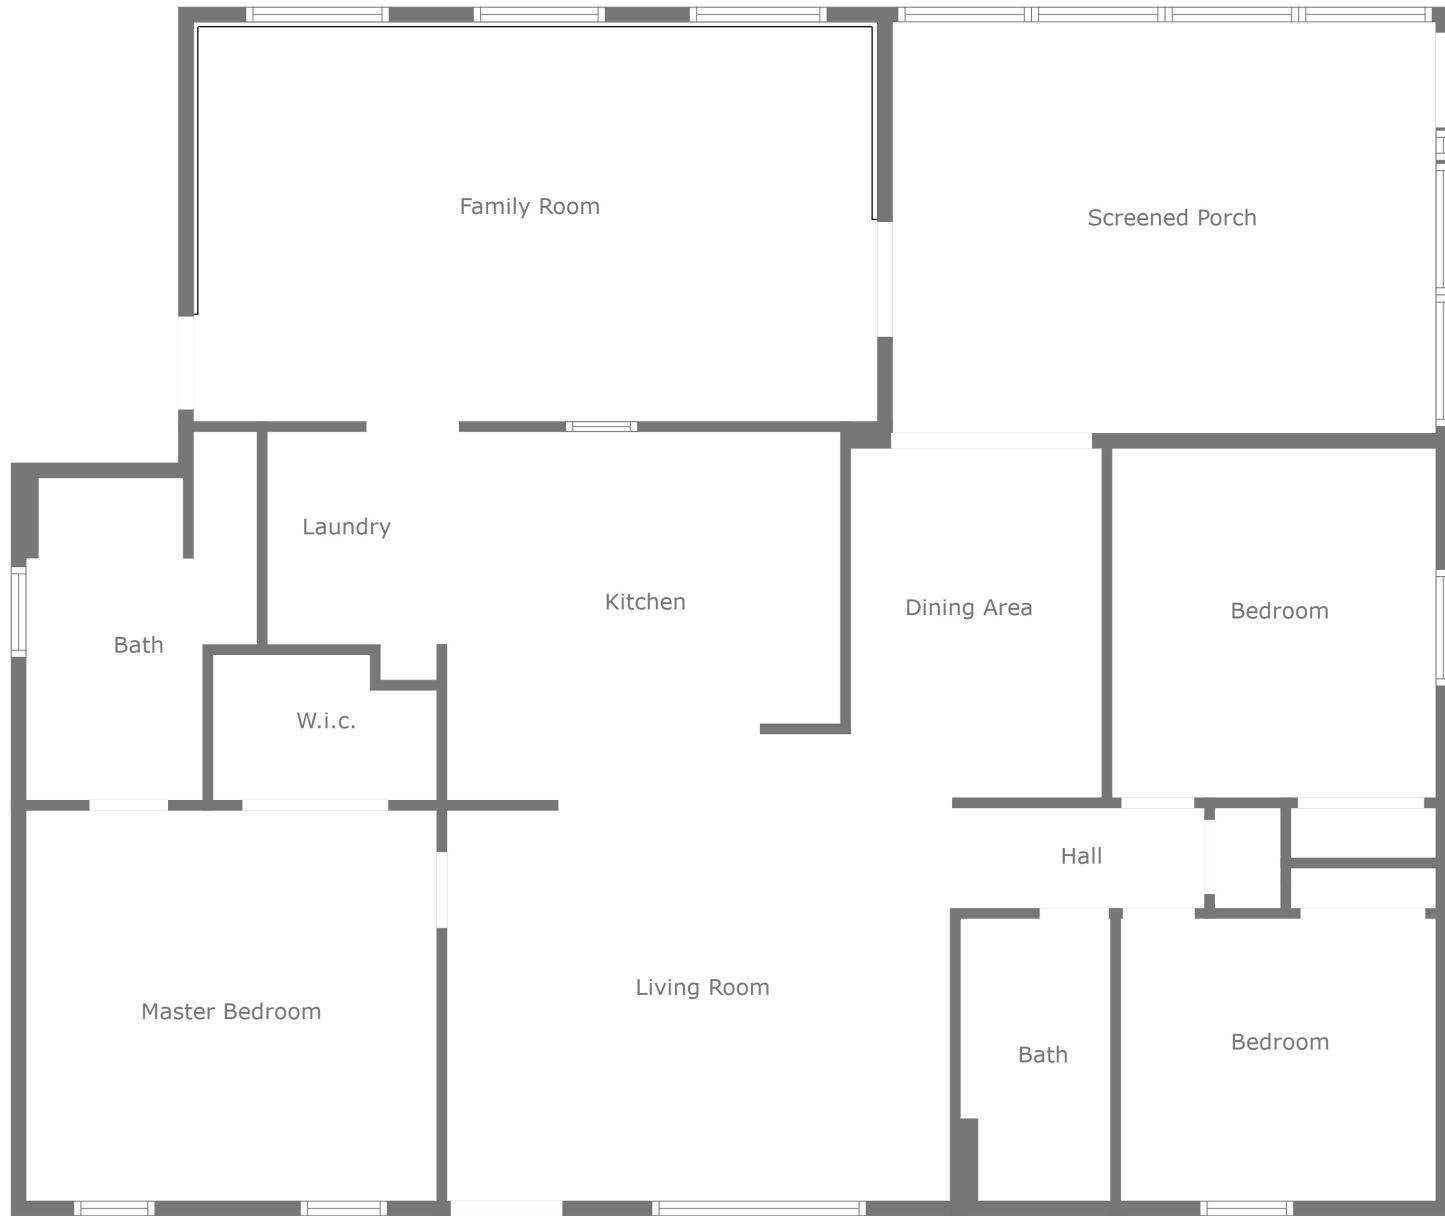 Family Room
Screened Porch
Laundry
Kitchen
Dining Area
Bedroom
Bath
W.i.c.
Hall
Living Room
Master Bedroom
Bedroom
Bath